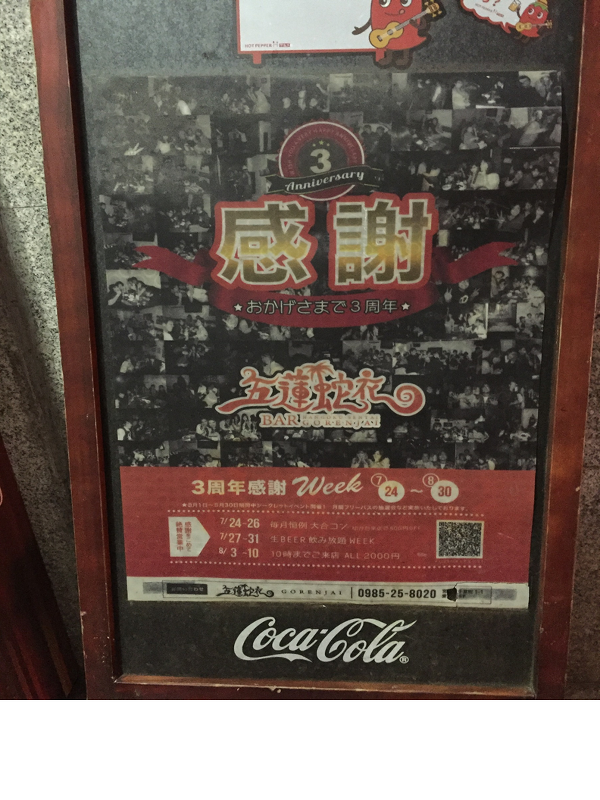 HOT PEPPER
3
Anniversary
感謝
★おかげさまで3周年★
五蓮蛇衣
BAR GORENJAI
3周年感謝 Week 7/24～8/30
7/24-26 毎月恒例 大合コン
7/27-31 生BEER 飲み放題 WEEK
8/3-10 10時までご来店 ALL 2000円
五蓮蛇衣 GORENJAI 0985-25-8020
Coca-Cola®